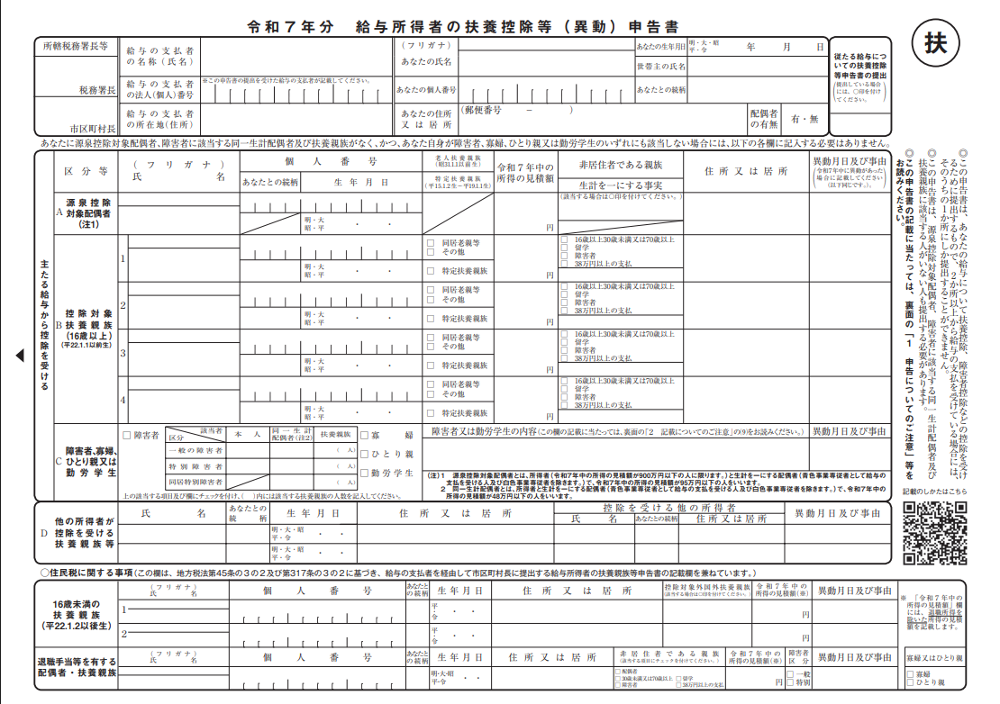 令和７年分　給与所得者の扶養控除等（異動）申告書
扶
所轄税務署長等
税務署長
市区町村長
給与の支払者の名称（氏名）
※この申告書の提出を受けた給与の支払者が記載してください。
給与の支払者の法人（個人）番号
給与の支払者の所在地（住所）
（フリガナ）
あなたの氏名
あなたの個人番号
あなたの住所又は居所
（郵便番号　　－　　）
あなたの生年月日
明・大・昭
平・令
年　月　日
世帯主の氏名
あなたとの続柄
配偶者の有無
有・無
従たる給与についての扶養控除等申告書の提出
（提出している場合には、○印を付けてください。）
あなたに源泉控除対象配偶者、障害者に該当する同一生計配偶者及び扶養親族がなく、かつ、あなた自身が障害者、寡婦、ひとり親又は勤労学生のいずれにも該当しない場合には、以下の各欄に記入する必要はありません。
主たる給与から控除を受ける
区分等
（フリガナ）
氏　名
個人番号
あなたとの続柄
生年月日
老人扶養親族
（昭31.1.1以前生）
特定扶養親族
（平15.1.2生～平19.1.1生）
令和７年中の所得の見積額
非居住者である親族
生計を一にする事実
住所又は居所
異動月日及び事由
（令和７年中に異動があった場合に記載してください（以下同じです。）。）
A
源泉控除対象配偶者（注1）
明・大
昭・平
円
（該当する場合は○印を付けてください。）
B
控除対象扶養親族（16歳以上）
（平22.1.1以前生）
1
明・大
昭・平
□ 同居老親等
□ その他
□ 特定扶養親族
円
□ 16歳以上30歳未満又は70歳以上
□ 留学
□ 障害者
□ 38万円以上の支払
2
明・大
昭・平
□ 同居老親等
□ その他
□ 特定扶養親族
円
□ 16歳以上30歳未満又は70歳以上
□ 留学
□ 障害者
□ 38万円以上の支払
3
明・大
昭・平
□ 同居老親等
□ その他
□ 特定扶養親族
円
□ 16歳以上30歳未満又は70歳以上
□ 留学
□ 障害者
□ 38万円以上の支払
4
明・大
昭・平
□ 同居老親等
□ その他
□ 特定扶養親族
円
□ 16歳以上30歳未満又は70歳以上
□ 留学
□ 障害者
□ 38万円以上の支払
C
障害者、寡婦、ひとり親又は勤労学生
□ 障害者
該当者
区分
本人
同一生計配偶者（注2）
扶養親族
一般の障害者
（　人）
特別障害者
（　人）
同居特別障害者
（　人）
□ 寡婦
□ ひとり親
□ 勤労学生
上の該当する項目及び欄にチェックを付け、（　）内には該当する扶養親族の人数を記入してください。
障害者又は勤労学生の内容（この欄の記載に当たっては、裏面の「２　記載についてのご注意」の⑼をお読みください。）
異動月日及び事由
（注）１　源泉控除対象配偶者とは、所得者（令和７年中の所得の見積額が900万円以下の人に限ります。）と生計を一にする配偶者（青色事業専従者として給与の支払を受ける人及び白色事業専従者を除きます。）で、令和７年中の所得の見積額が95万円以下の人をいいます。
２　同一生計配偶者とは、所得者と生計を一にする配偶者（青色事業専従者として給与の支払を受ける人及び白色事業専従者を除きます。）で、令和７年中の所得の見積額が48万円以下の人をいいます。
D
他の所得者が控除を受ける扶養親族等
氏　名
あなたとの続柄
生年月日
住所又は居所
控除を受ける他の所得者
氏　名
あなたとの続柄
住所又は居所
異動月日及び事由
明・大・昭
平・令
明・大・昭
平・令
○住民税に関する事項（この欄は、地方税法第45条の３の２及び第317条の３の２に基づき、給与の支払者を経由して市区町村長に提出する給与所得者の扶養親族等申告書の記載欄を兼ねています。）
16歳未満の扶養親族
（平22.1.2以後生）
（フリガナ）
氏　名
個人番号
あなたとの続柄
生年月日
住所又は居所
控除対象外国外扶養親族
（該当する場合は○印を付けてください。）
令和７年中の所得の見積額（※）
異動月日及び事由
1
平・令
円
2
平・令
円
※「令和７年中の所得の見積額」欄には、退職所得を除いた所得の見積額を記載します。
退職手当等を有する配偶者・扶養親族
（フリガナ）
氏　名
個人番号
あなたとの続柄
生年月日
住所又は居所
非居住者である親族
（該当する項目にチェックを付けてください。）
令和７年中の所得の見積額（※）
障害者区分
異動月日及び事由
寡婦又はひとり親
明・大・昭
平・令
□ 配偶者
□ 30歳未満又は70歳以上
□ 留学
□ 障害者
□ 38万円以上の支払
円
□ 一般
□ 特別
□ 寡婦
□ ひとり親
◎この申告書は、あなたの給与について扶養控除、障害者控除などの控除を受けるために提出するもので、２か所以上から給与の支払を受けている場合には、そのうちの１か所にしか提出することができません。
◎この申告書は、源泉控除対象配偶者、障害者に該当する同一生計配偶者及び扶養親族に該当する人がいない人も提出する必要があります。
◎この申告書の記載に当たっては、裏面の「１　申告についてのご注意」等をお読みください。
記載のしかたはこちら